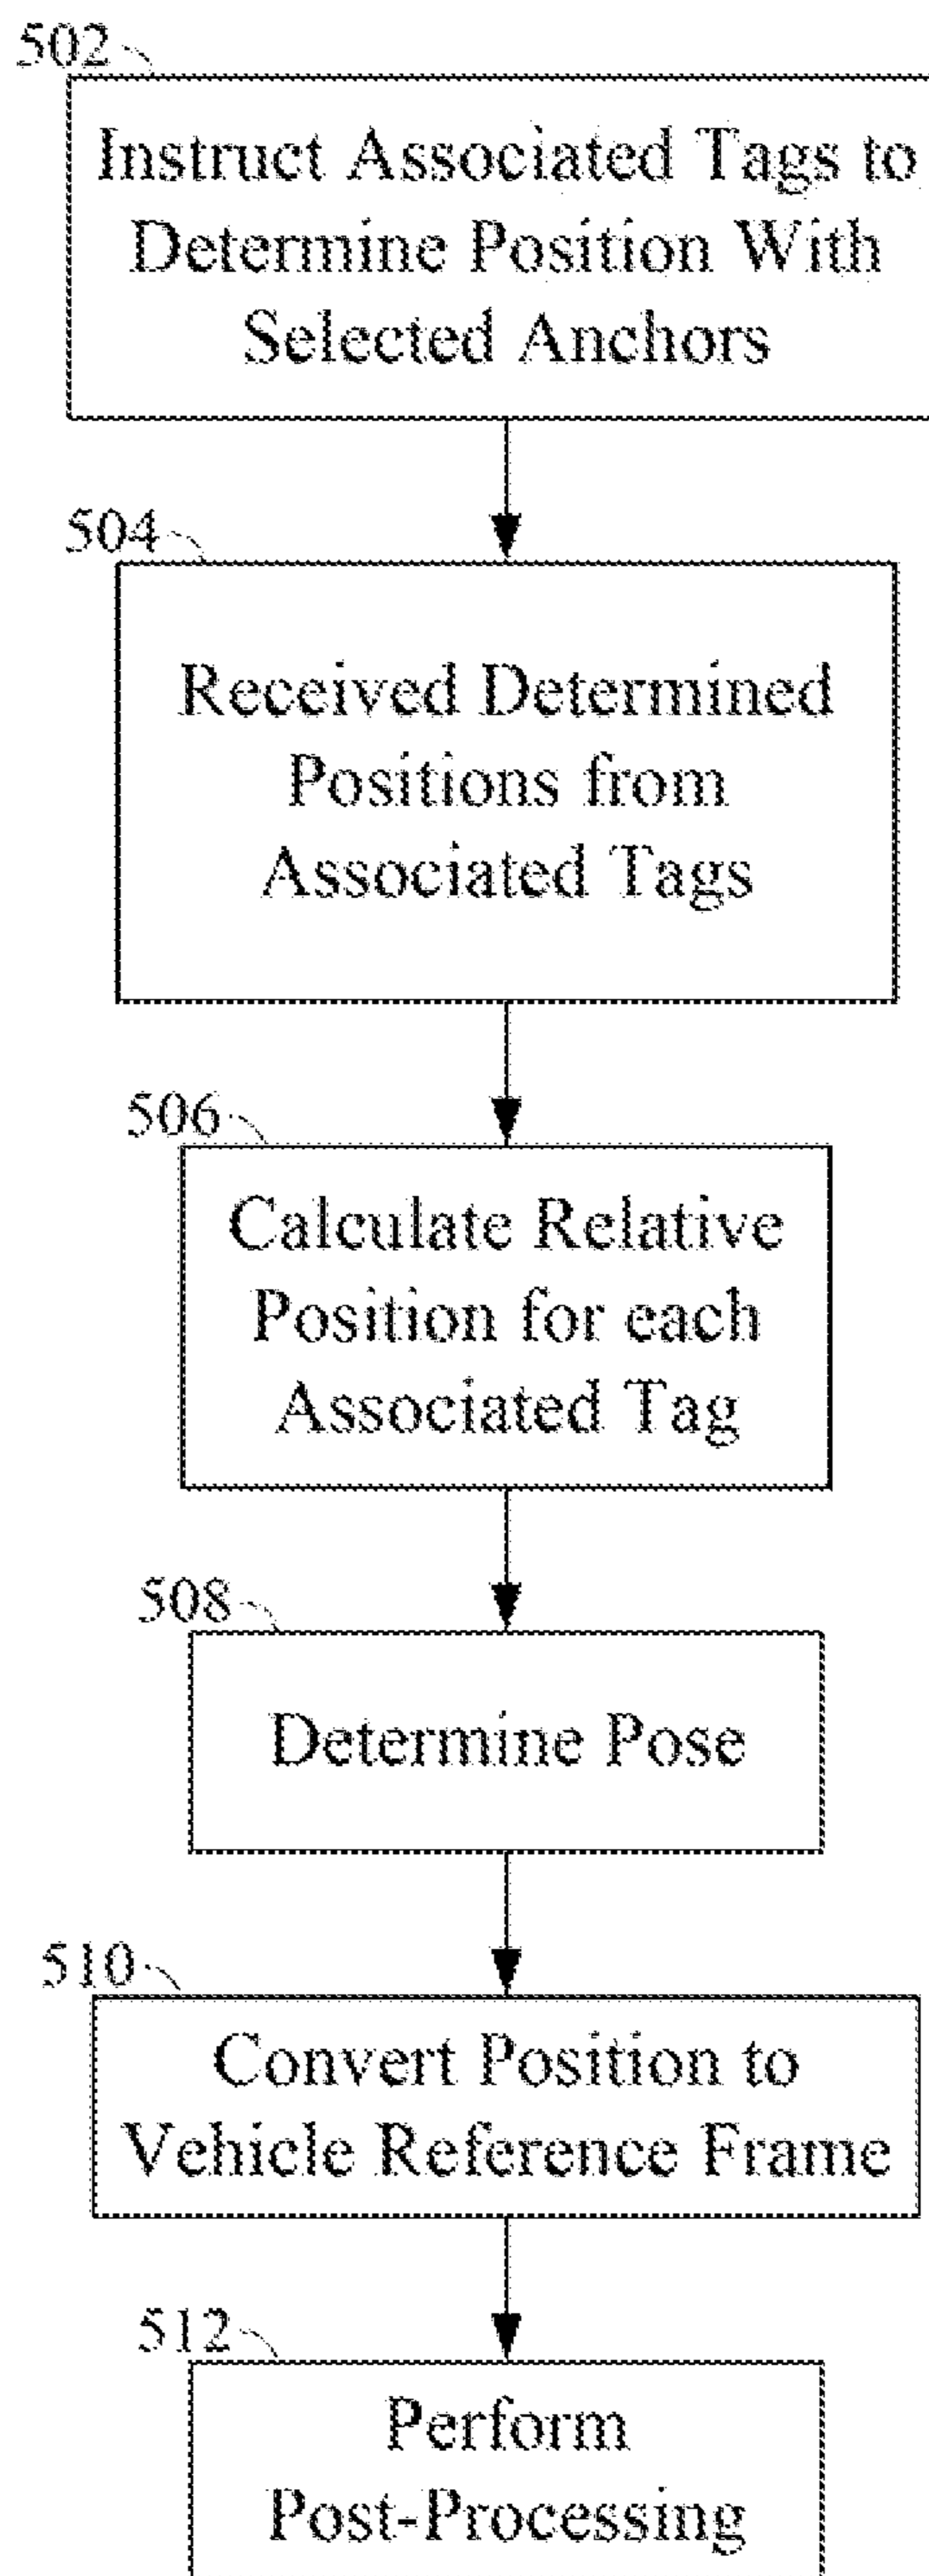 502
Instruct Associated Tags to
Determine Position With
Selected Anchors
504
Received Determined
Positions from
Associated Tags
506
Calculate Relative
Position for each
Associated Tag
508
Determine Pose
510
Convert Position to
Vehicle Reference Frame
512
Perform
Post-Processing